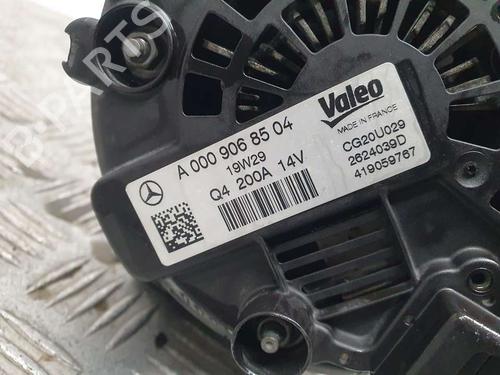 A 000 906 85 04
19W29
Q4 200A 14V
Valeo
MADE IN FRANCE
CG20U029
2624039D
419059767